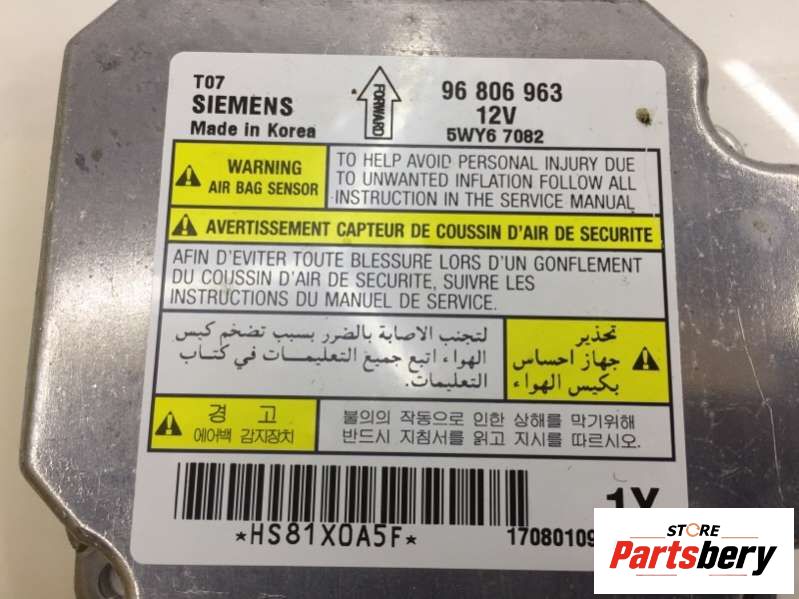 T07
SIEMENS
Made in Korea
FORWARD
96 806 963
12V
5WY6 7082
WARNING
AIR BAG SENSOR
TO HELP AVOID PERSONAL INJURY DUE
TO UNWANTED INFLATION FOLLOW ALL
INSTRUCTION IN THE SERVICE MANUAL
AVERTISSEMENT CAPTEUR DE COUSSIN D'AIR DE SECURITE
AFIN D'EVITER TOUTE BLESSURE LORS D'UN GONFLEMENT
DU COUSSIN D'AIR DE SECURITE, SUIVRE LES
INSTRUCTIONS DU MANUEL DE SERVICE.
تحذير
جهاز احساس
بكيس الهواء
لتجنب الاصابة بالضرر بسبب تضخم كيس
الهواء اتبع جميع التعليمات في كتاب
التعليمات.
경 고
에어백 감지장치
불의의 작동으로 인한 상해를 막기위해
반드시 지침서를 읽고 지시를 따르시오.
*HS81X0A5F*
1Y
17080109
STORE
Partsbery